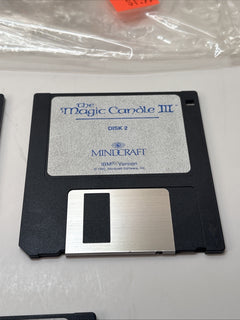 The
Magic Candle III
DISK 2
MINDCRAFT
IBM® Version